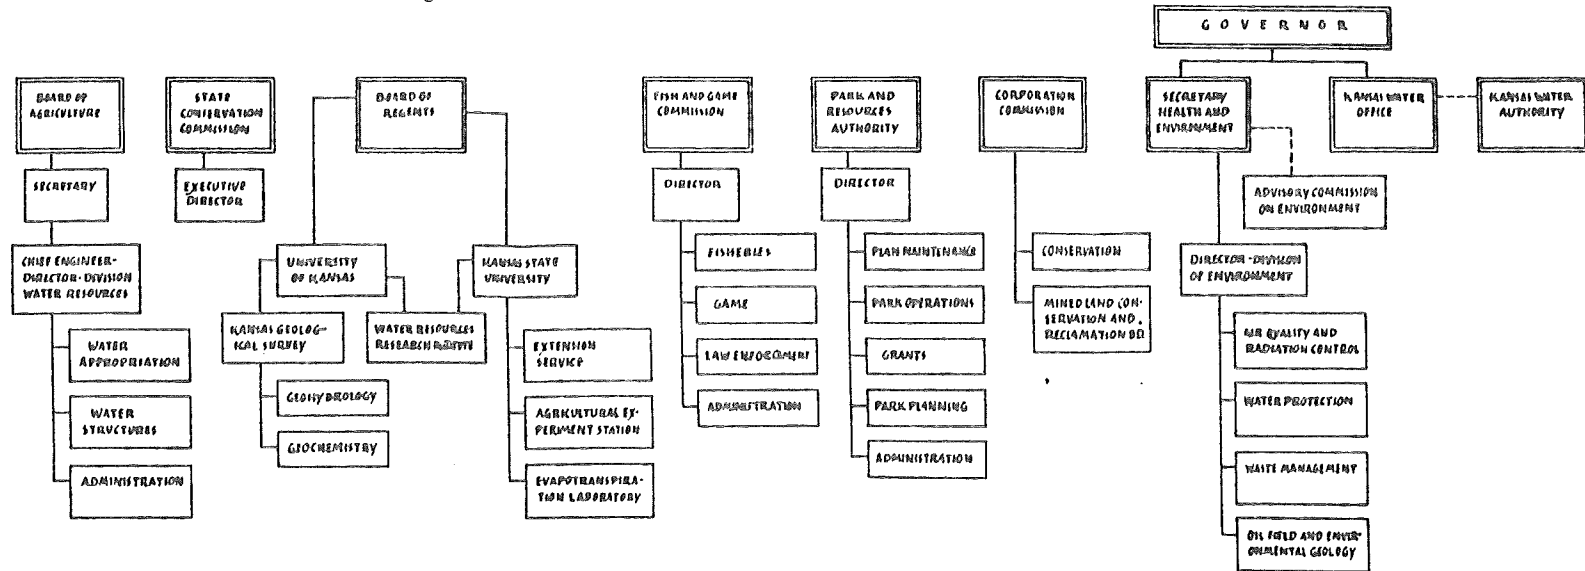 G O V E R N O R
BOARD OF
AGRICULTURE
STATE
CONSERVATION
COMMISSION
BOARD OF
REGENTS
FISH AND GAME
COMMISSION
PARK AND
RESOURCES
AUTHORITY
CORPORATION
COMMISSION
SECRETARY
HEALTH AND
ENVIRONMENT
KANSAS WATER
OFFICE
KANSAS WATER
AUTHORITY
SECRETARY
EXECUTIVE
DIRECTOR
DIRECTOR
DIRECTOR
ADVISORY COMMISSION
ON ENVIRONMENT
CHIEF ENGINEER-
DIRECTOR-DIVISION
WATER RESOURCES
UNIVERSITY
OF KANSAS
KANSAS STATE
UNIVERSITY
FISHERIES
PLAN MAINTENANCE
CONSERVATION
DIRECTOR-DIVISION
OF ENVIRONMENT
GAME
PARK OPERATIONS
MINED LAND CON-
SERVATION AND
RECLAMATION
KANSAS GEOLOG-
ICAL SURVEY
WATER RESOURCES
RESEARCH
WATER
APPROPRIATION
EXTENSION
SERVICE
LAW ENFORCEMENT
GRANTS
AIR QUALITY AND
RADIATION CONTROL
GEOHYDROLOGY
WATER
STRUCTURES
AGRICULTURAL EX-
PERIMENT STATION
ADMINISTRATION
PARK PLANNING
WATER PROTECTION
GEOCHEMISTRY
ADMINISTRATION
ADMINISTRATION
EVAPOTRANSPIRA-
TION LABORATORY
WASTE MANAGEMENT
OIL FIELD AND ENVIR-
ONMENTAL GEOLOGY